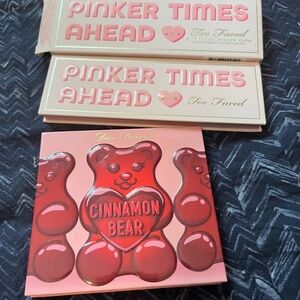 PINKER TIMES
AHEAD
Too Faced
PINKER TIMES
AHEAD
Too Faced
Too Faced
CINNAMON
BEAR